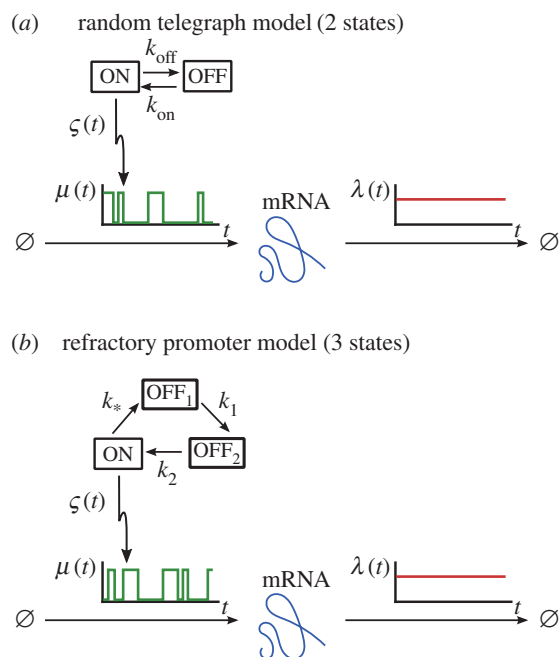 (a) random telegraph model (2 states)
k_off
ON OFF
k_on
ς(t)
μ(t) mRNA λ(t)
t t
∅ ∅
(b) refractory promoter model (3 states)
OFF_1
k_* k_1
ON OFF_2
k_2
ς(t)
μ(t) mRNA λ(t)
t t
∅ ∅